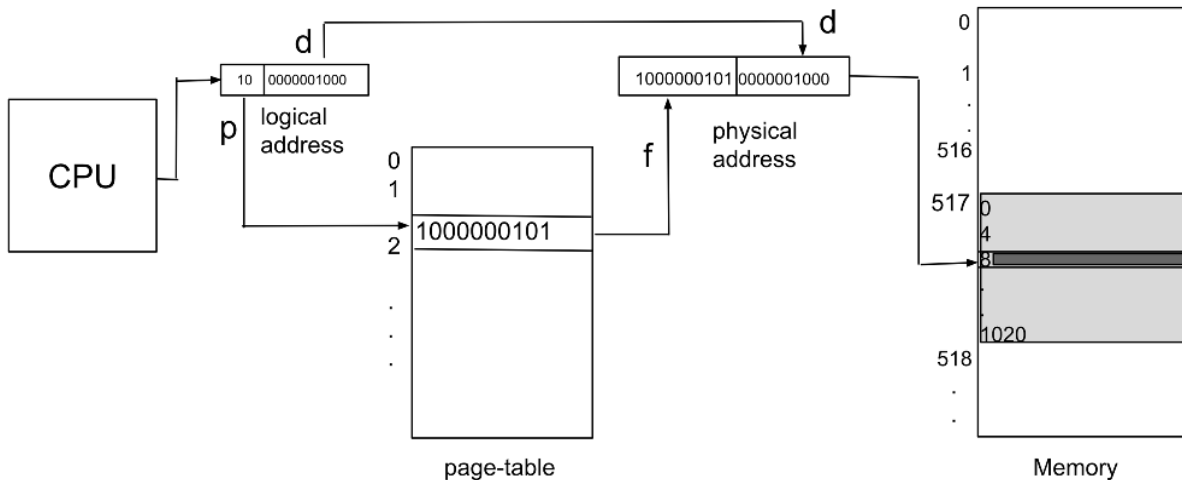 d
d
10 0000001000
1000000101 0000001000
CPU
p
logical
address
f
physical
address
0
1
2
.
.
.
1000000101
page-table
0
1
.
.
516
517
518
.
.
0
4
8
.
.
1020
Memory